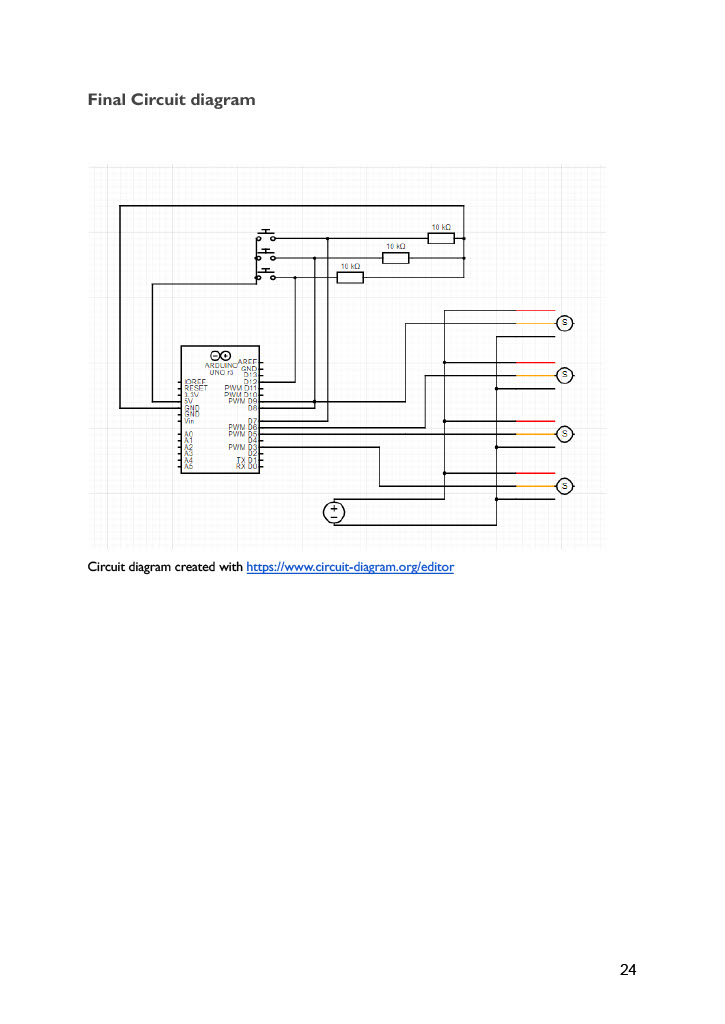 Final Circuit diagram
10 kΩ
10 kΩ
10 kΩ
S
S
S
S
ARDUINO
UNO r3
IOREF
RESET
3.3V
5V
GND
GND
Vin
A0
A1
A2
A3
A4
A5
AREF
GND
D13
D12
PWM D11
PWM D10
PWM D9
D8
D7
PWM D6
PWM D5
D4
PWM D3
D2
TX D1
RX D0
Circuit diagram created with https://www.circuit-diagram.org/editor
24